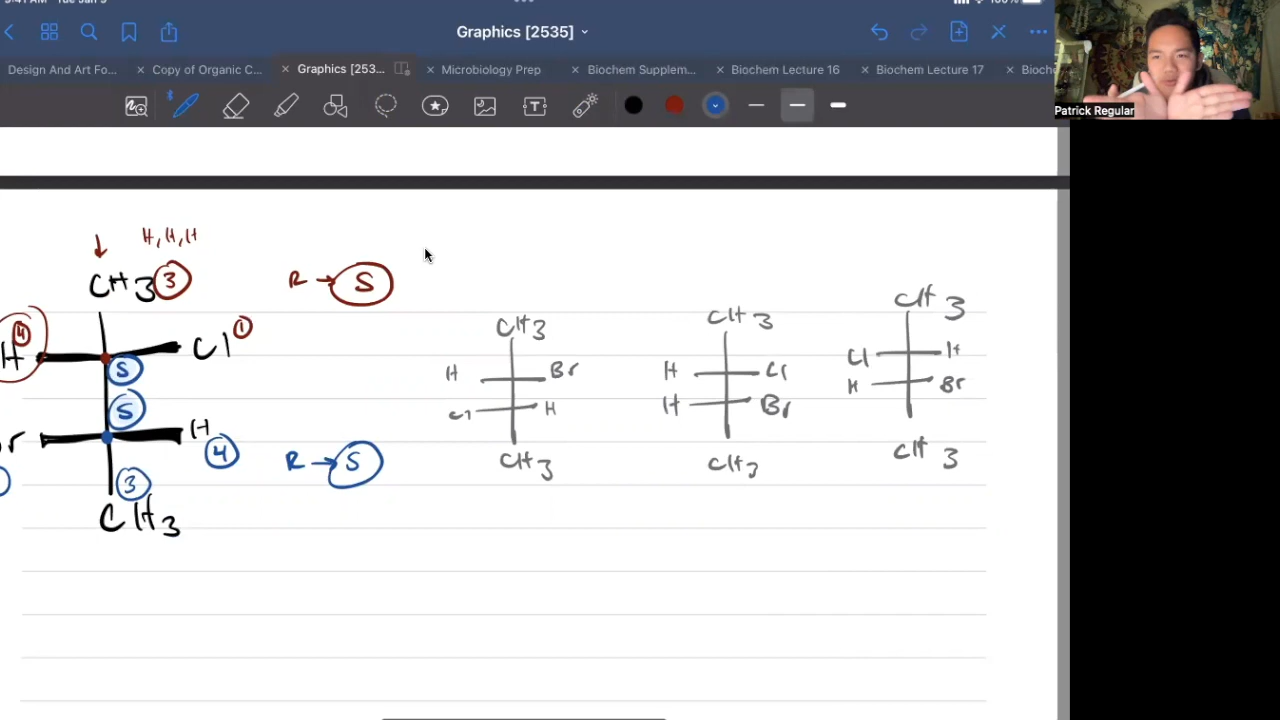 Graphics [2535]
Design And Art Fo...
Copy of Organic C...
Graphics [253...
Microbiology Prep
Biochem Supplem...
Biochem Lecture 16
Biochem Lecture 17
Bioche
Patrick Regular
H, H, H
CH3 3
R → S
4
H
Cl 1
S
S
H
4
R → S
3
CH3
CH3
H Br
Cl H
CH3
CH3
H Cl
H Br
CH3
CH3
Cl H
H Br
CH3